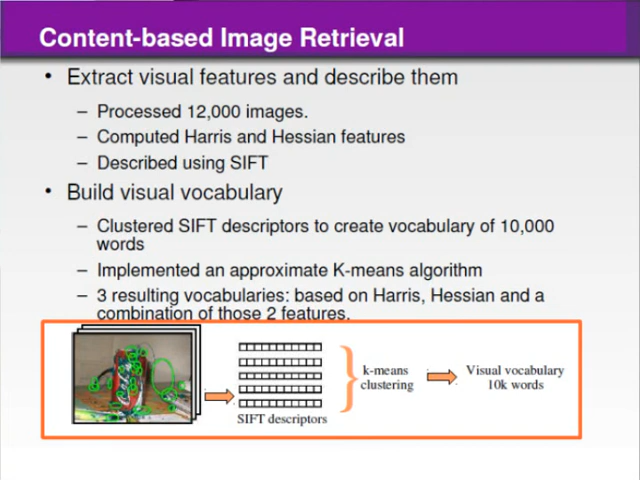 Content-based Image Retrieval
• Extract visual features and describe them
– Processed 12,000 images.
– Computed Harris and Hessian features
– Described using SIFT
• Build visual vocabulary
– Clustered SIFT descriptors to create vocabulary of 10,000
words
– Implemented an approximate K-means algorithm
– 3 resulting vocabularies: based on Harris, Hessian and a
combination of those 2 features.
SIFT descriptors
k-means
clustering
Visual vocabulary
10k words